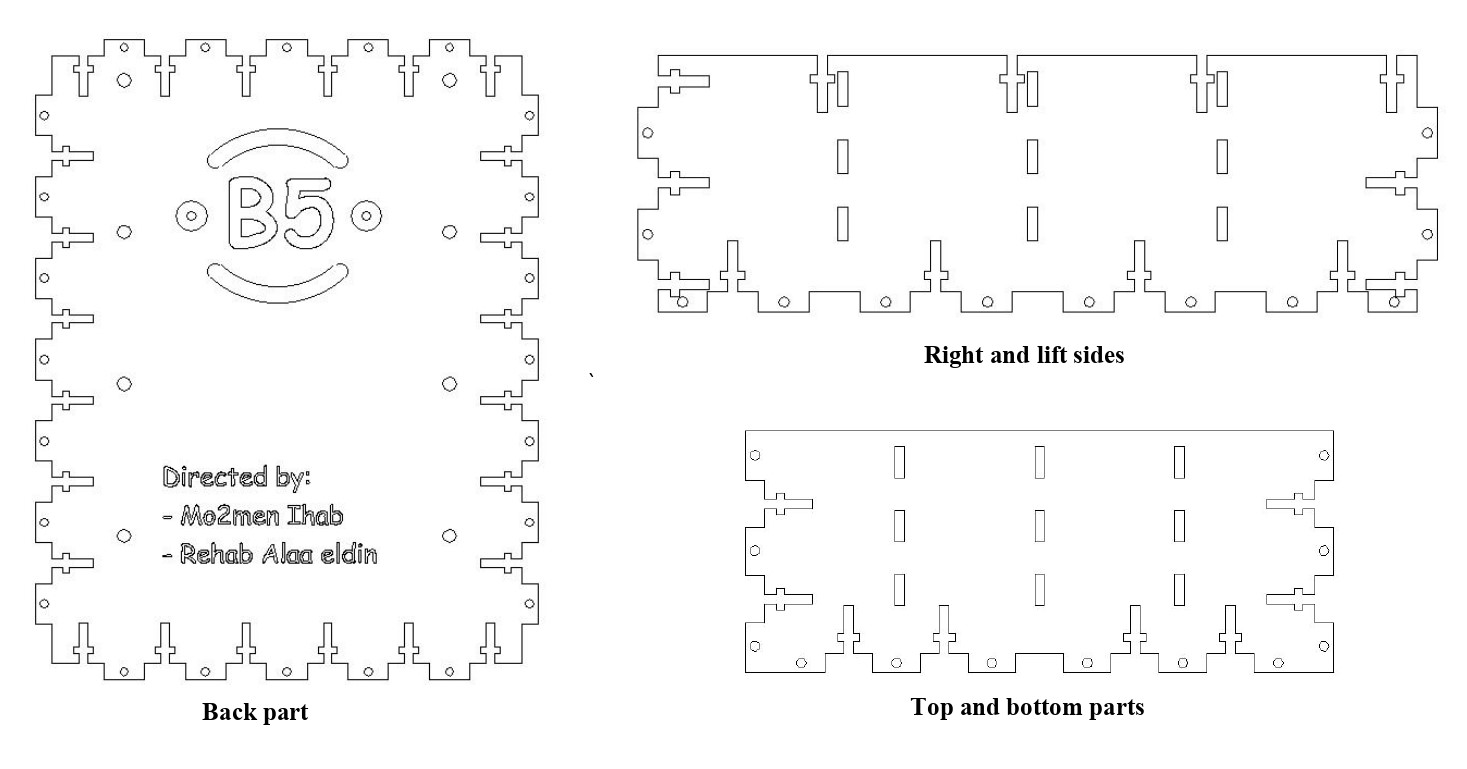 B5
Directed by:
- Mo2men Ihab
- Rehab Alaa eldin
Back part
Right and lift sides
`
Top and bottom parts